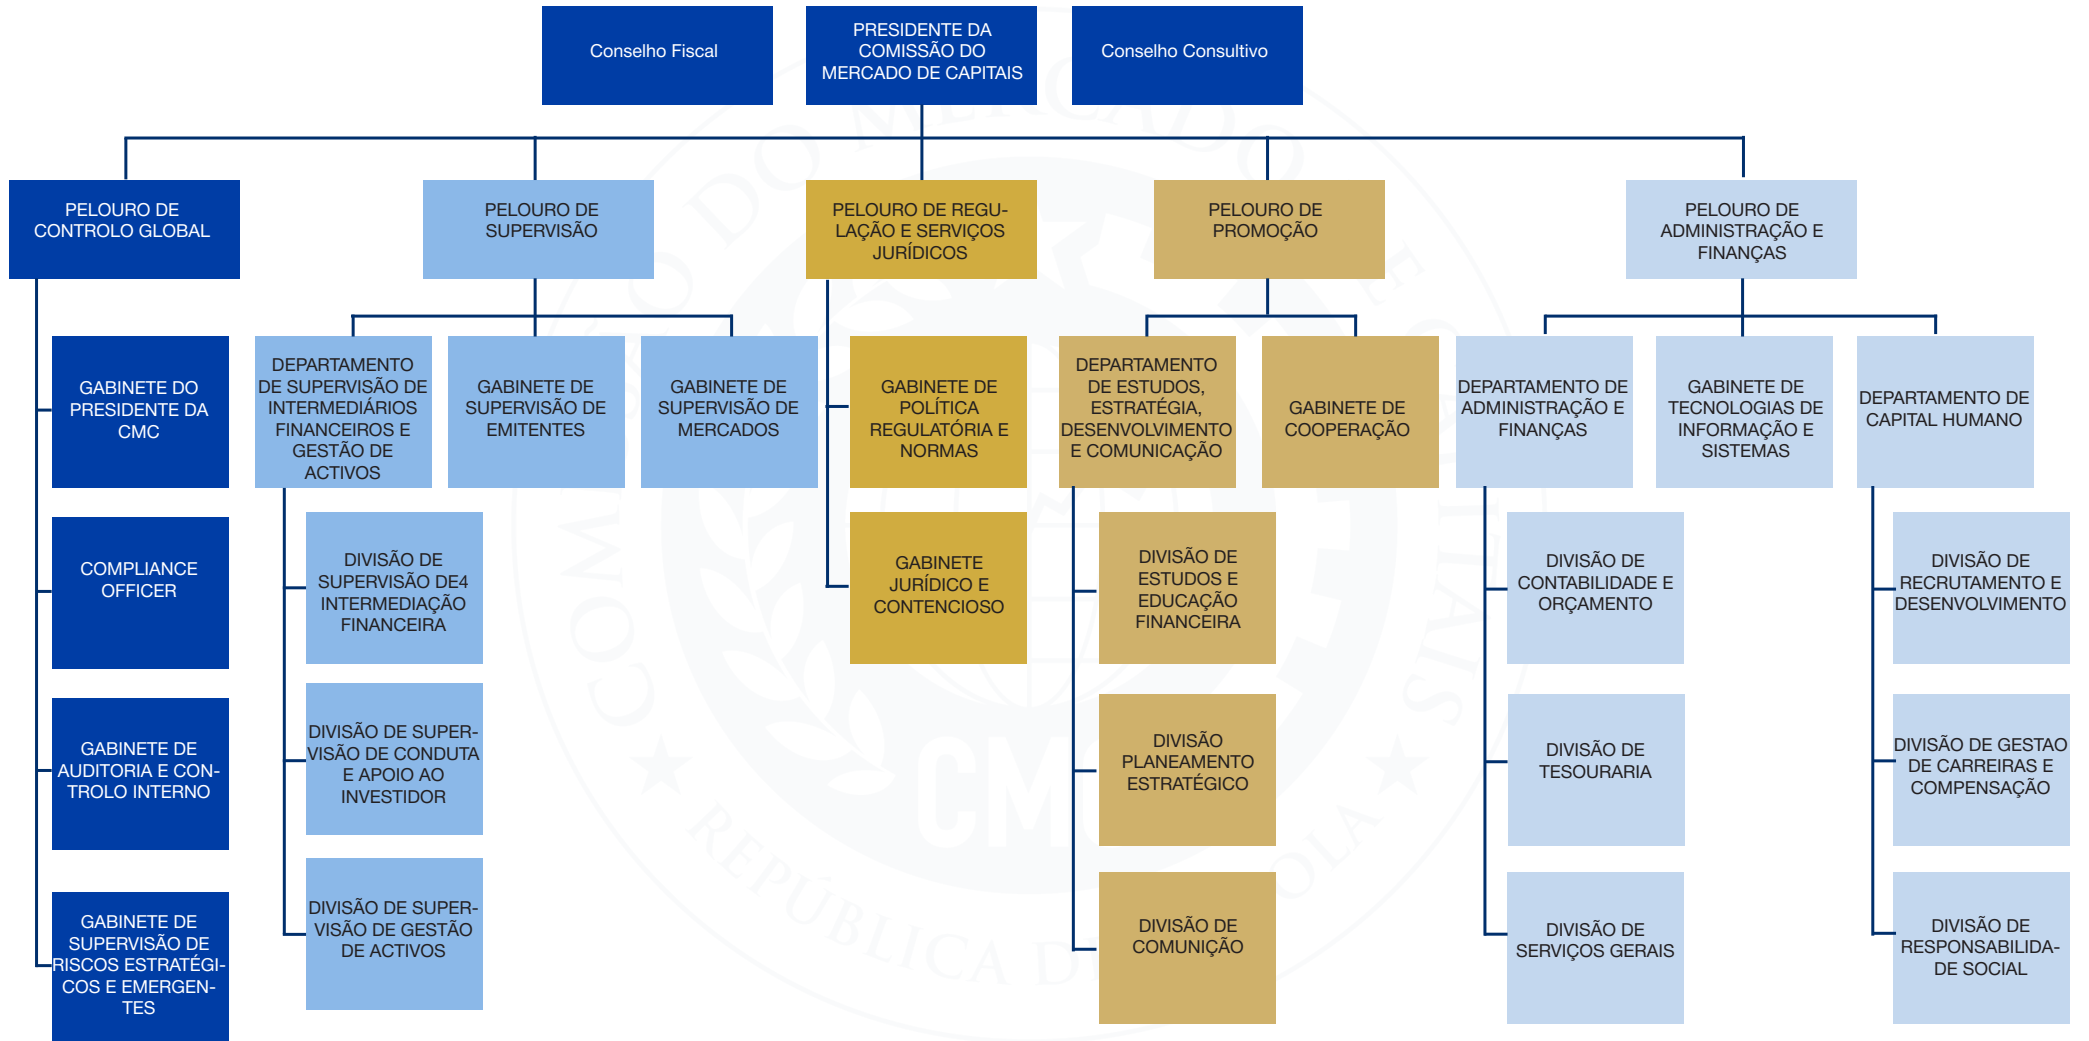 Conselho Fiscal
PRESIDENTE DA
COMISSÃO DO
MERCADO DE CAPITAIS
Conselho Consultivo
PELOURO DE
CONTROLO GLOBAL
PELOURO DE
SUPERVISÃO
PELOURO DE REGU-
LAÇÃO E SERVIÇOS
JURÍDICOS
PELOURO DE
PROMOÇÃO
PELOURO DE
ADMINISTRAÇÃO E
FINANÇAS
GABINETE DO
PRESIDENTE DA
CMC
DEPARTAMENTO
DE SUPERVISÃO DE
INTERMEDIÁRIOS
FINANCEIROS E
GESTÃO DE
ACTIVOS
GABINETE DE
SUPERVISÃO DE
EMITENTES
GABINETE DE
SUPERVISÃO DE
MERCADOS
GABINETE DE
POLÍTICA
REGULATÓRIA E
NORMAS
DEPARTAMENTO
DE ESTUDOS,
ESTRATÉGIA,
DESENVOLVIMENTO
E COMUNICAÇÃO
GABINETE DE
COOPERAÇÃO
DEPARTAMENTO DE
ADMINISTRAÇÃO E
FINANÇAS
GABINETE DE
TECNOLOGIAS DE
INFORMAÇÃO E
SISTEMAS
DEPARTAMENTO DE
CAPITAL HUMANO
COMPLIANCE
OFFICER
DIVISÃO DE
SUPERVISÃO DE4
INTERMEDIAÇÃO
FINANCEIRA
GABINETE
JURÍDICO E
CONTENCIOSO
DIVISÃO DE
ESTUDOS E
EDUCAÇÃO
FINANCEIRA
DIVISÃO DE
CONTABILIDADE E
ORÇAMENTO
DIVISÃO DE
RECRUTAMENTO E
DESENVOLVIMENTO
GABINETE DE
AUDITORIA E CON-
TROLO INTERNO
DIVISÃO DE SUPER-
VISÃO DE CONDUTA
E APOIO AO
INVESTIDOR
DIVISÃO
PLANEAMENTO
ESTRATÉGICO
DIVISÃO DE
TESOURARIA
DIVISÃO DE GESTAO
DE CARREIRAS E
COMPENSAÇÃO
GABINETE DE
SUPERVISÃO DE
RISCOS ESTRATÉGI-
COS E EMERGEN-
TES
DIVISÃO DE SUPER-
VISÃO DE GESTÃO
DE ACTIVOS
DIVISÃO DE
COMUNIÇÃO
DIVISÃO DE
SERVIÇOS GERAIS
DIVISÃO DE
RESPONSABILIDA-
DE SOCIAL